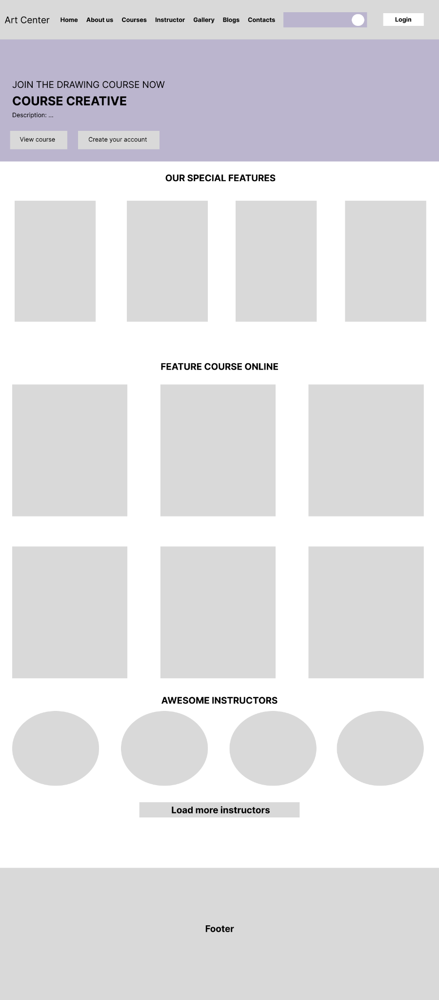 Art Center Home About us Courses Instructor Gallery Blogs Contacts Login
JOIN THE DRAWING COURSE NOW
COURSE CREATIVE
Description: ...
View course Create your account
OUR SPECIAL FEATURES
FEATURE COURSE ONLINE
AWESOME INSTRUCTORS
Load more instructors
Footer